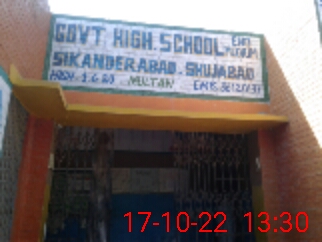 GOVT HIGH. SCHOOL
SIKANDERABAD. SHUJABAD
MULTAN
17-10-22 13:30